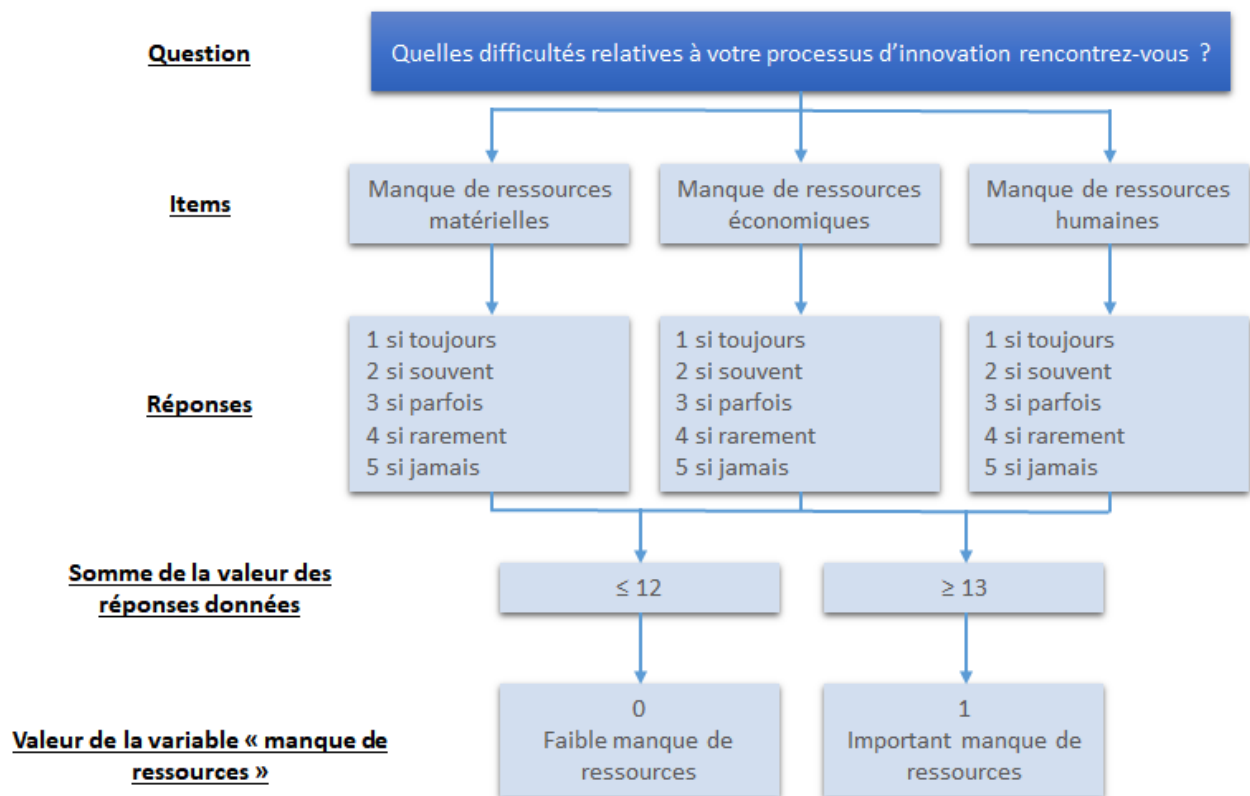 Question
Quelles difficultés relatives à votre processus d'innovation rencontrez-vous ?
Items
Manque de ressources
matérielles
Manque de ressources
économiques
Manque de ressources
humaines
Réponses
1 si toujours
2 si souvent
3 si parfois
4 si rarement
5 si jamais
1 si toujours
2 si souvent
3 si parfois
4 si rarement
5 si jamais
1 si toujours
2 si souvent
3 si parfois
4 si rarement
5 si jamais
Somme de la valeur des
réponses données
≤ 12
≥ 13
Valeur de la variable « manque de
ressources »
0
Faible manque de
ressources
1
Important manque de
ressources